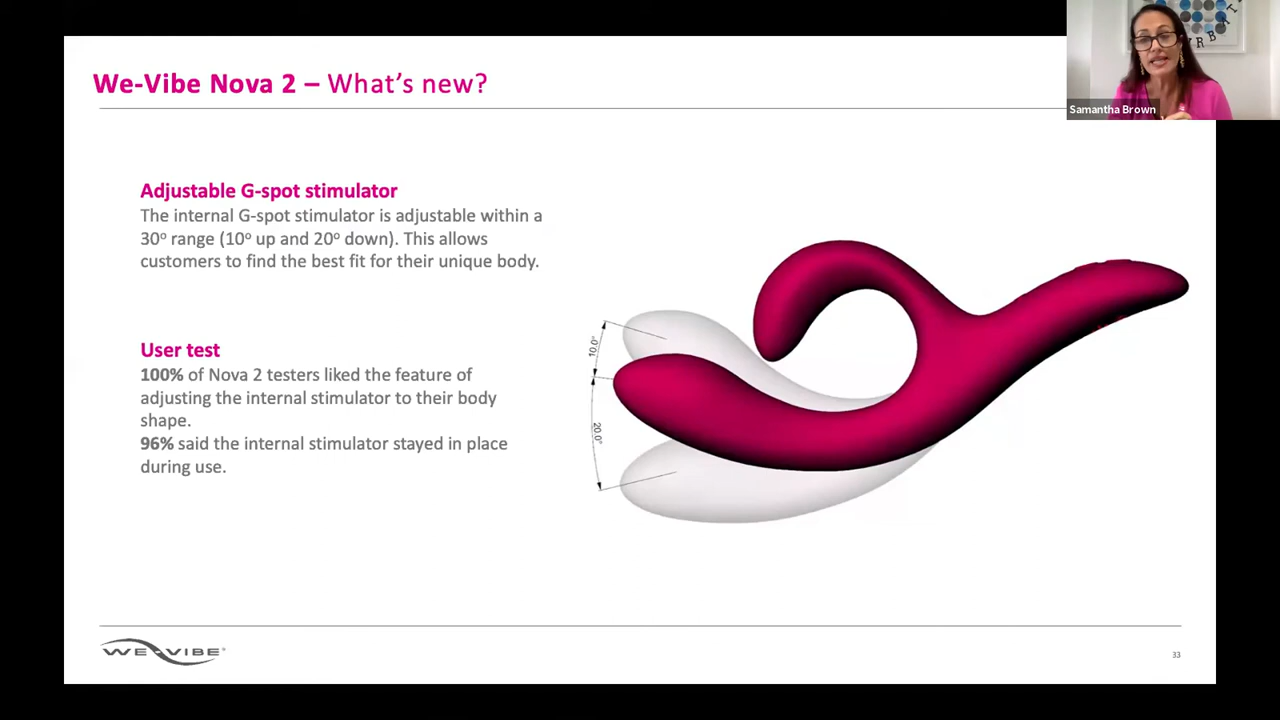 We-Vibe Nova 2 – What's new?
Samantha Brown
Adjustable G-spot stimulator
The internal G-spot stimulator is adjustable within a
30º range (10º up and 20º down). This allows
customers to find the best fit for their unique body.
User test
100% of Nova 2 testers liked the feature of
adjusting the internal stimulator to their body
shape.
96% said the internal stimulator stayed in place
during use.
10.0°
20.0°
WE-VIBE®
33